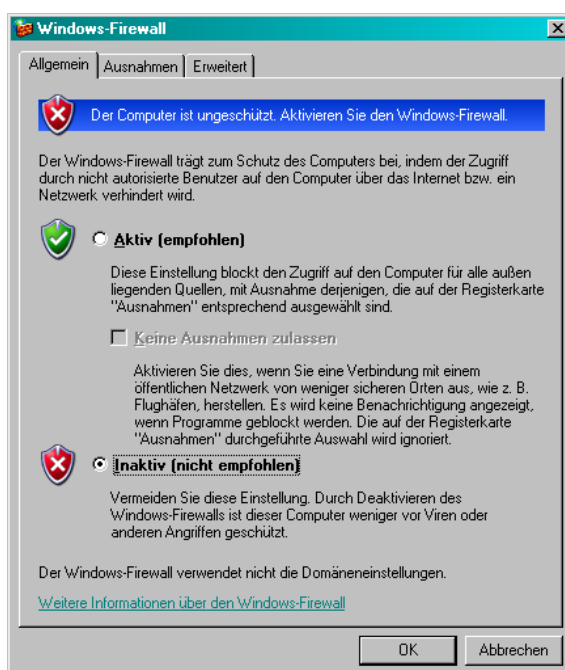 Windows-Firewall
Allgemein Ausnahmen Erweitert
Der Computer ist ungeschützt. Aktivieren Sie den Windows-Firewall.
Der Windows-Firewall trägt zum Schutz des Computers bei, indem der Zugriff
durch nicht autorisierte Benutzer auf den Computer über das Internet bzw. ein
Netzwerk verhindert wird.
Aktiv (empfohlen)
Diese Einstellung blockt den Zugriff auf den Computer für alle außen
liegenden Quellen, mit Ausnahme derjenigen, die auf der Registerkarte
"Ausnahmen" entsprechend ausgewählt sind.
Keine Ausnahmen zulassen
Aktivieren Sie dies, wenn Sie eine Verbindung mit einem
öffentlichen Netzwerk von weniger sicheren Orten aus, wie z. B.
Flughäfen, herstellen. Es wird keine Benachrichtigung angezeigt,
wenn Programme geblockt werden. Die auf der Registerkarte
"Ausnahmen" durchgeführte Auswahl wird ignoriert.
Inaktiv (nicht empfohlen)
Vermeiden Sie diese Einstellung. Durch Deaktivieren des
Windows-Firewalls ist dieser Computer weniger vor Viren oder
anderen Angriffen geschützt.
Der Windows-Firewall verwendet nicht die Domäneneinstellungen.
Weitere Informationen über den Windows-Firewall
OK Abbrechen